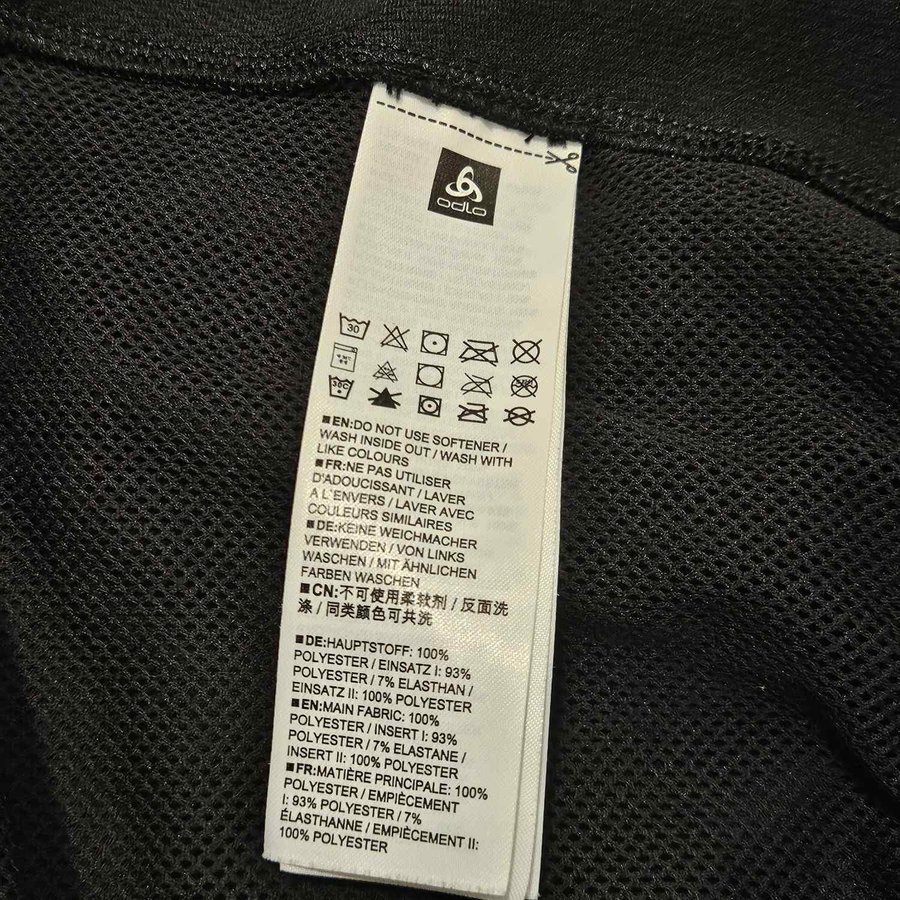 odlo
30
30C
■EN:DO NOT USE SOFTENER /
WASH INSIDE OUT / WASH WITH
LIKE COLOURS
■FR:NE PAS UTILISER
D'ADOUCISSANT / LAVER
A L'ENVERS / LAVER AVEC
COULEURS SIMILAIRES
■DE:KEINE WEICHMACHER
VERWENDEN / VON LINKS
WASCHEN / MIT ÄHNLICHEN
FARBEN WASCHEN
■CN:不可使用柔软剂 / 反面洗
涤 / 同类颜色可共洗
■DE:HAUPTSTOFF: 100%
POLYESTER / EINSATZ I: 93%
POLYESTER / 7% ELASTHAN /
EINSATZ II: 100% POLYESTER
■EN:MAIN FABRIC: 100%
POLYESTER / INSERT I: 93%
POLYESTER / 7% ELASTANE /
INSERT II: 100% POLYESTER
■FR:MATIÈRE PRINCIPALE: 100%
POLYESTER / EMPIÈCEMENT
I: 93% POLYESTER / 7%
ÉLASTHANNE / EMPIÈCEMENT II:
100% POLYESTER